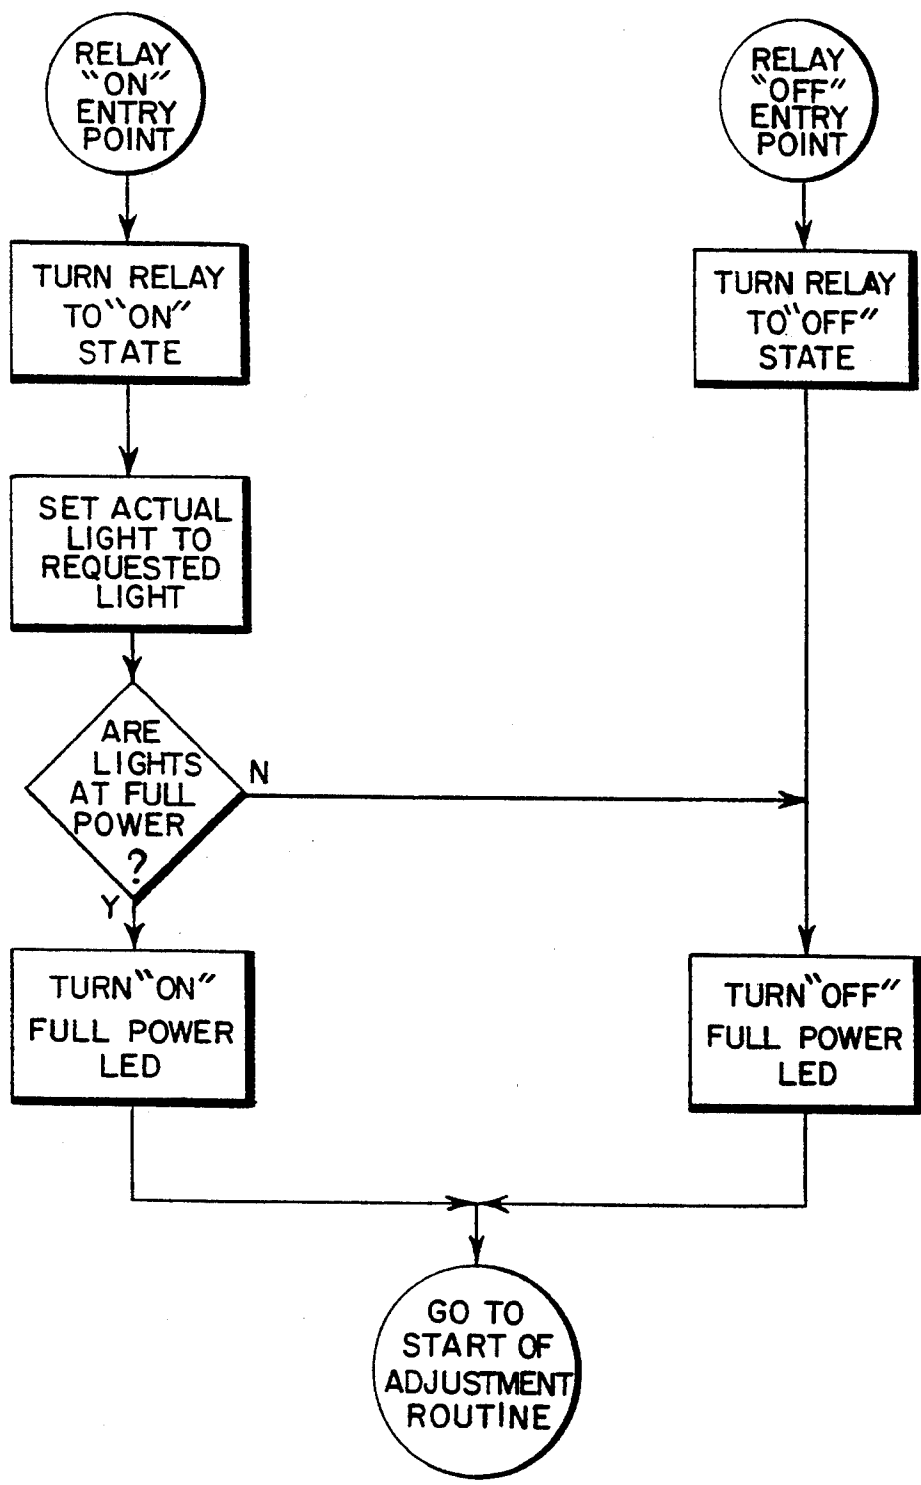 RELAY
"ON"
ENTRY
POINT
TURN RELAY
TO "ON"
STATE
SET ACTUAL
LIGHT TO
REQUESTED
LIGHT
ARE
LIGHTS
AT FULL
POWER
?
N
Y
TURN "ON"
FULL POWER
LED
RELAY
"OFF"
ENTRY
POINT
TURN RELAY
TO "OFF"
STATE
TURN "OFF"
FULL POWER
LED
GO TO
START OF
ADJUSTMENT
ROUTINE